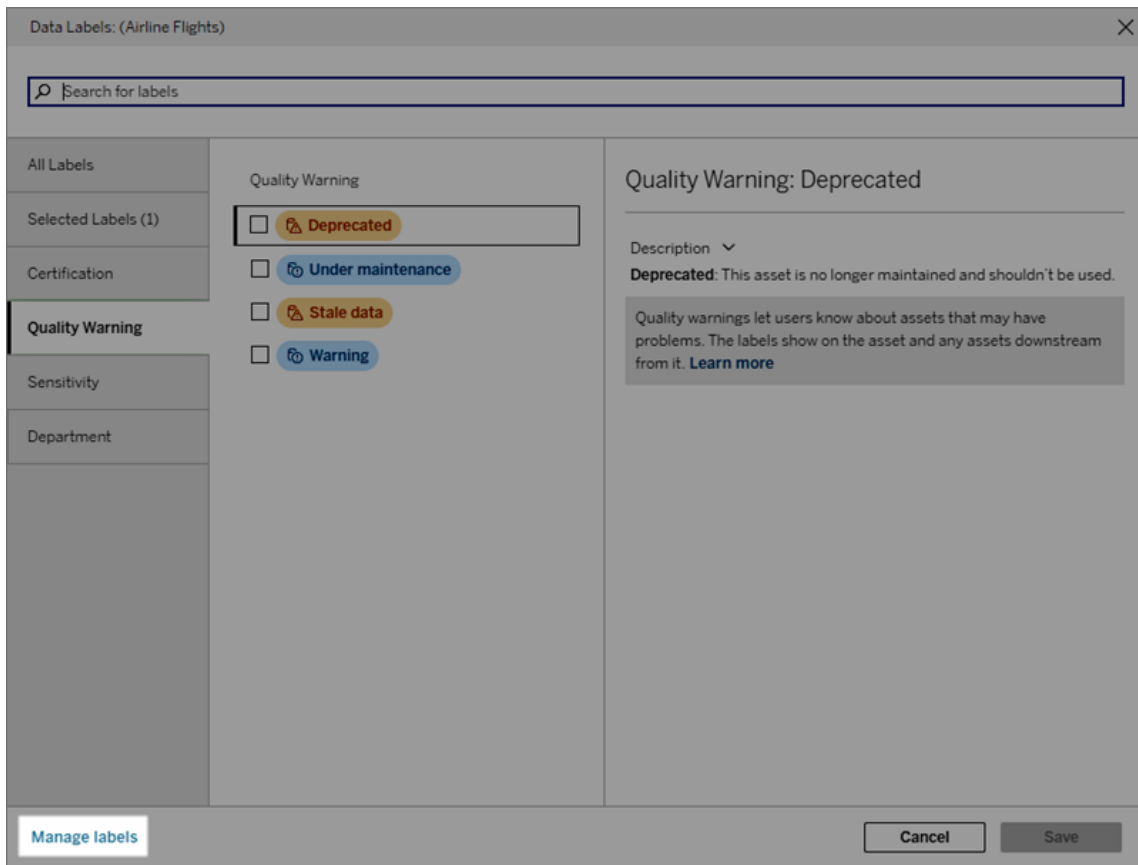 Data Labels: (Airline Flights)
Search for labels
All Labels
Selected Labels (1)
Certification
Quality Warning
Sensitivity
Department
Quality Warning
Deprecated
Under maintenance
Stale data
Warning
Quality Warning: Deprecated
Description
Deprecated: This asset is no longer maintained and shouldn't be used.
Quality warnings let users know about assets that may have
problems. The labels show on the asset and any assets downstream
from it. Learn more
Manage labels
Cancel
Save